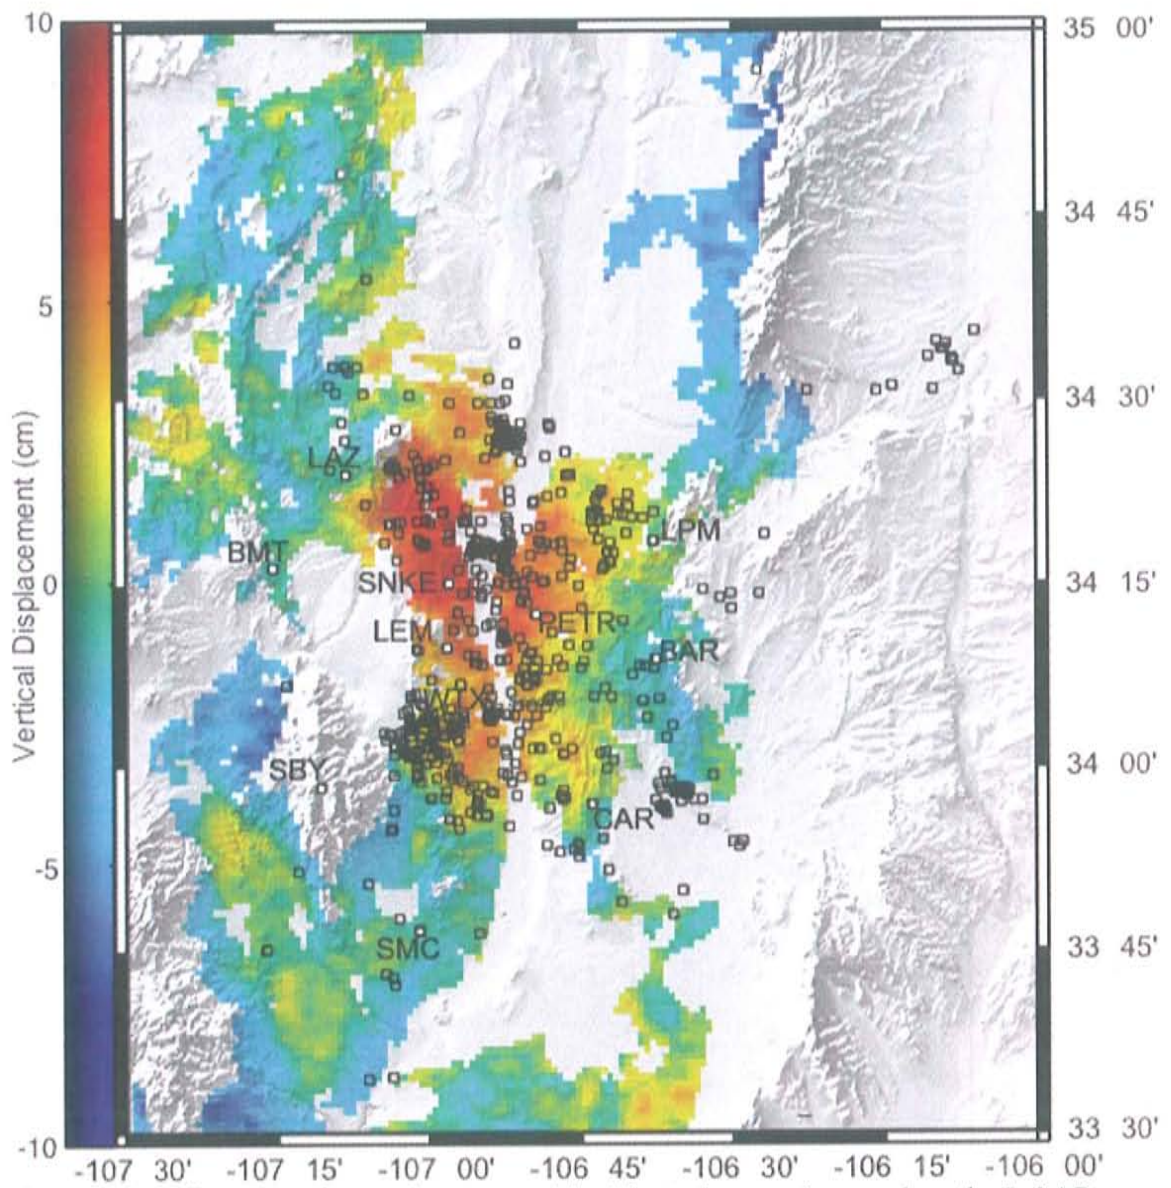 10
35 00'
34 45'
5
34 30'
LAZ
LPM
BMT
SNKE
0
34 15'
LEM
PETR
BAR
WTX
Vertical Displacement (cm)
SBY
34 00'
CAR
-5
SMC
33 45'
-10
33 30'
-107 30' -107 15' -107 00' -106 45' -106 30' -106 15' -106 00'